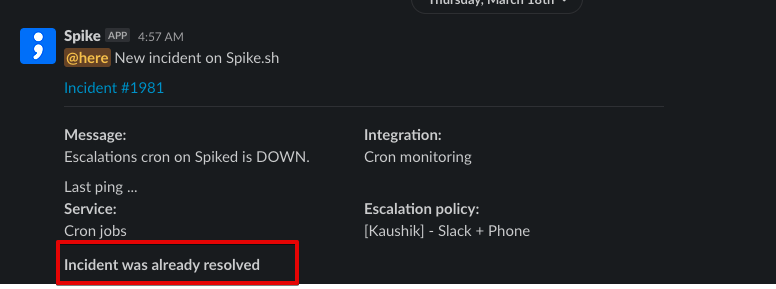 Thursday, March 18th
Spike APP 4:57 AM
@here New incident on Spike.sh
Incident #1981
Message:
Escalations cron on Spiked is DOWN.
Last ping ...
Integration:
Cron monitoring
Service:
Cron jobs
Escalation policy:
[Kaushik] - Slack + Phone
Incident was already resolved